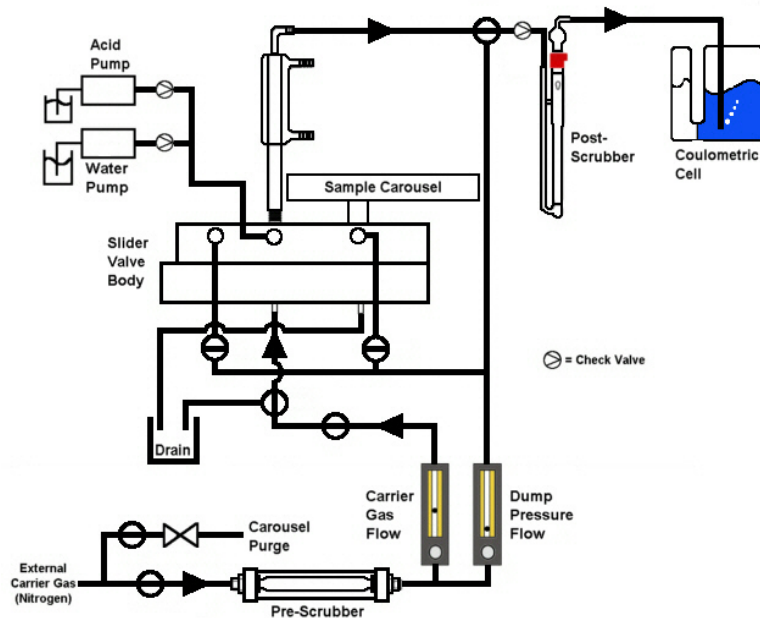 Acid
Pump
Water
Pump
Sample Carousel
Slider
Valve
Body
Post-
Scrubber
Coulometric
Cell
= Check Valve
Drain
Carrier
Gas
Flow
Dump
Pressure
Flow
Carousel
Purge
External
Carrier Gas
(Nitrogen)
Pre-Scrubber